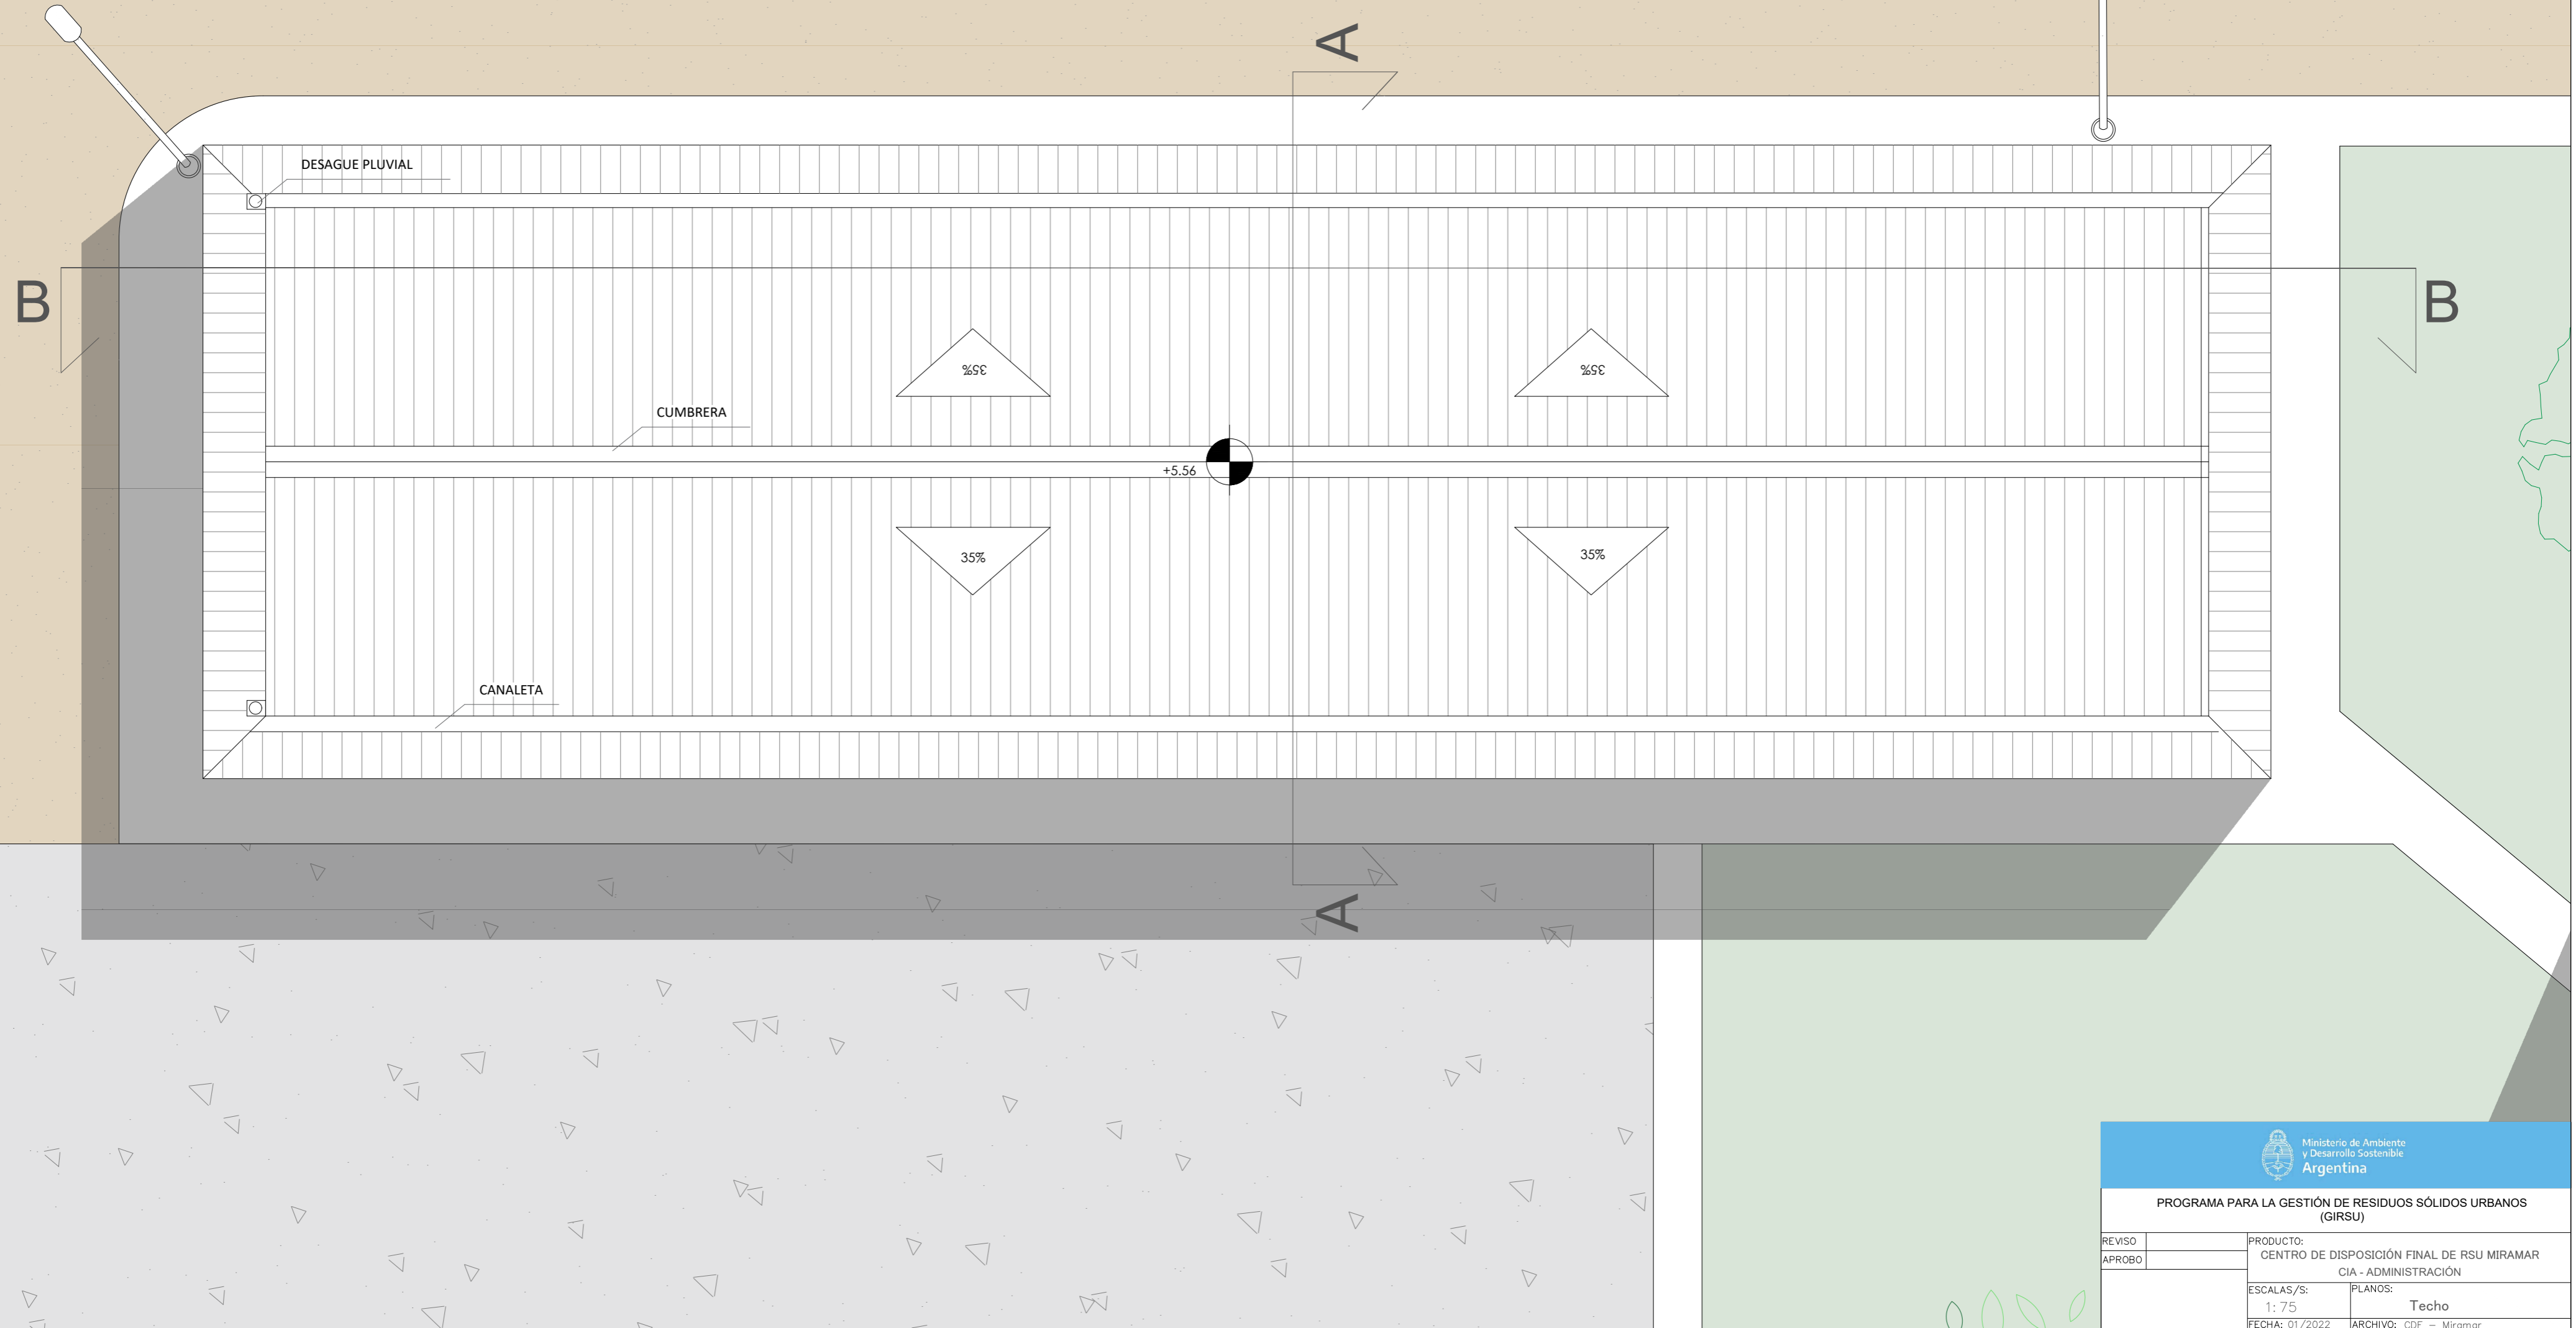 A
DESAGUE PLUVIAL
B
B
35%
35%
CUMBRERA
+5.56
35%
35%
CANALETA
A
Ministerio de Ambiente
y Desarrollo Sostenible
Argentina
PROGRAMA PARA LA GESTIÓN DE RESIDUOS SÓLIDOS URBANOS
(GIRSU)
REVISO
APROBO
PRODUCTO:
CENTRO DE DISPOSICIÓN FINAL DE RSU MIRAMAR
CIA - ADMINISTRACIÓN
ESCALAS/S:
1:75
PLANOS:
Techo
FECHA: 01/2022
ARCHIVO: CDF - Miramar